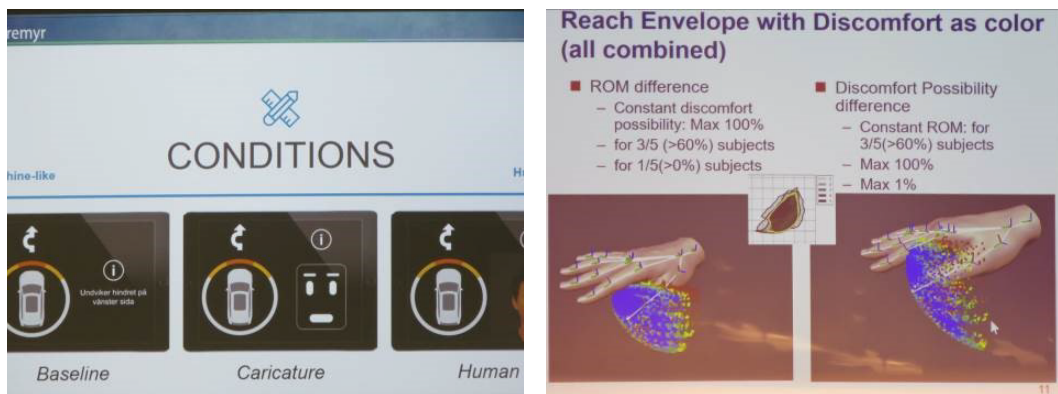 remyr
CONDITIONS
hine-like
Undviker hindret på
vänster sida
Baseline
Caricature
Human
Reach Envelope with Discomfort as color
(all combined)
ROM difference
– Constant discomfort
possibility: Max 100%
– for 3/5 (>60%) subjects
– for 1/5(>0%) subjects
Discomfort Possibility
difference
– Constant ROM: for
3/5(>60%) subjects
– Max 100%
– Max 1%
11